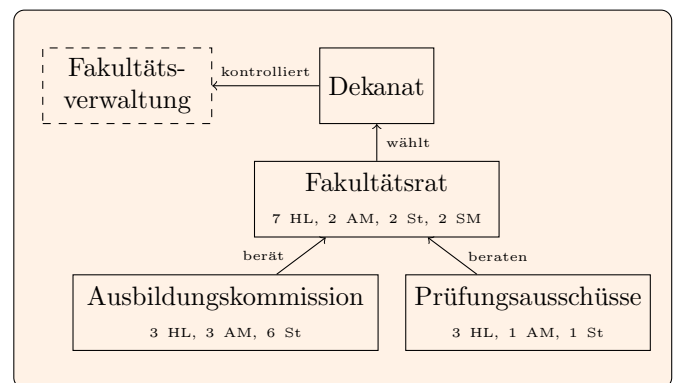 Fakultäts-
verwaltung
kontrolliert
Dekanat
wählt
Fakultätsrat
7 HL, 2 AM, 2 St, 2 SM
berät
beraten
Ausbildungskommission
3 HL, 3 AM, 6 St
Prüfungsausschüsse
3 HL, 1 AM, 1 St